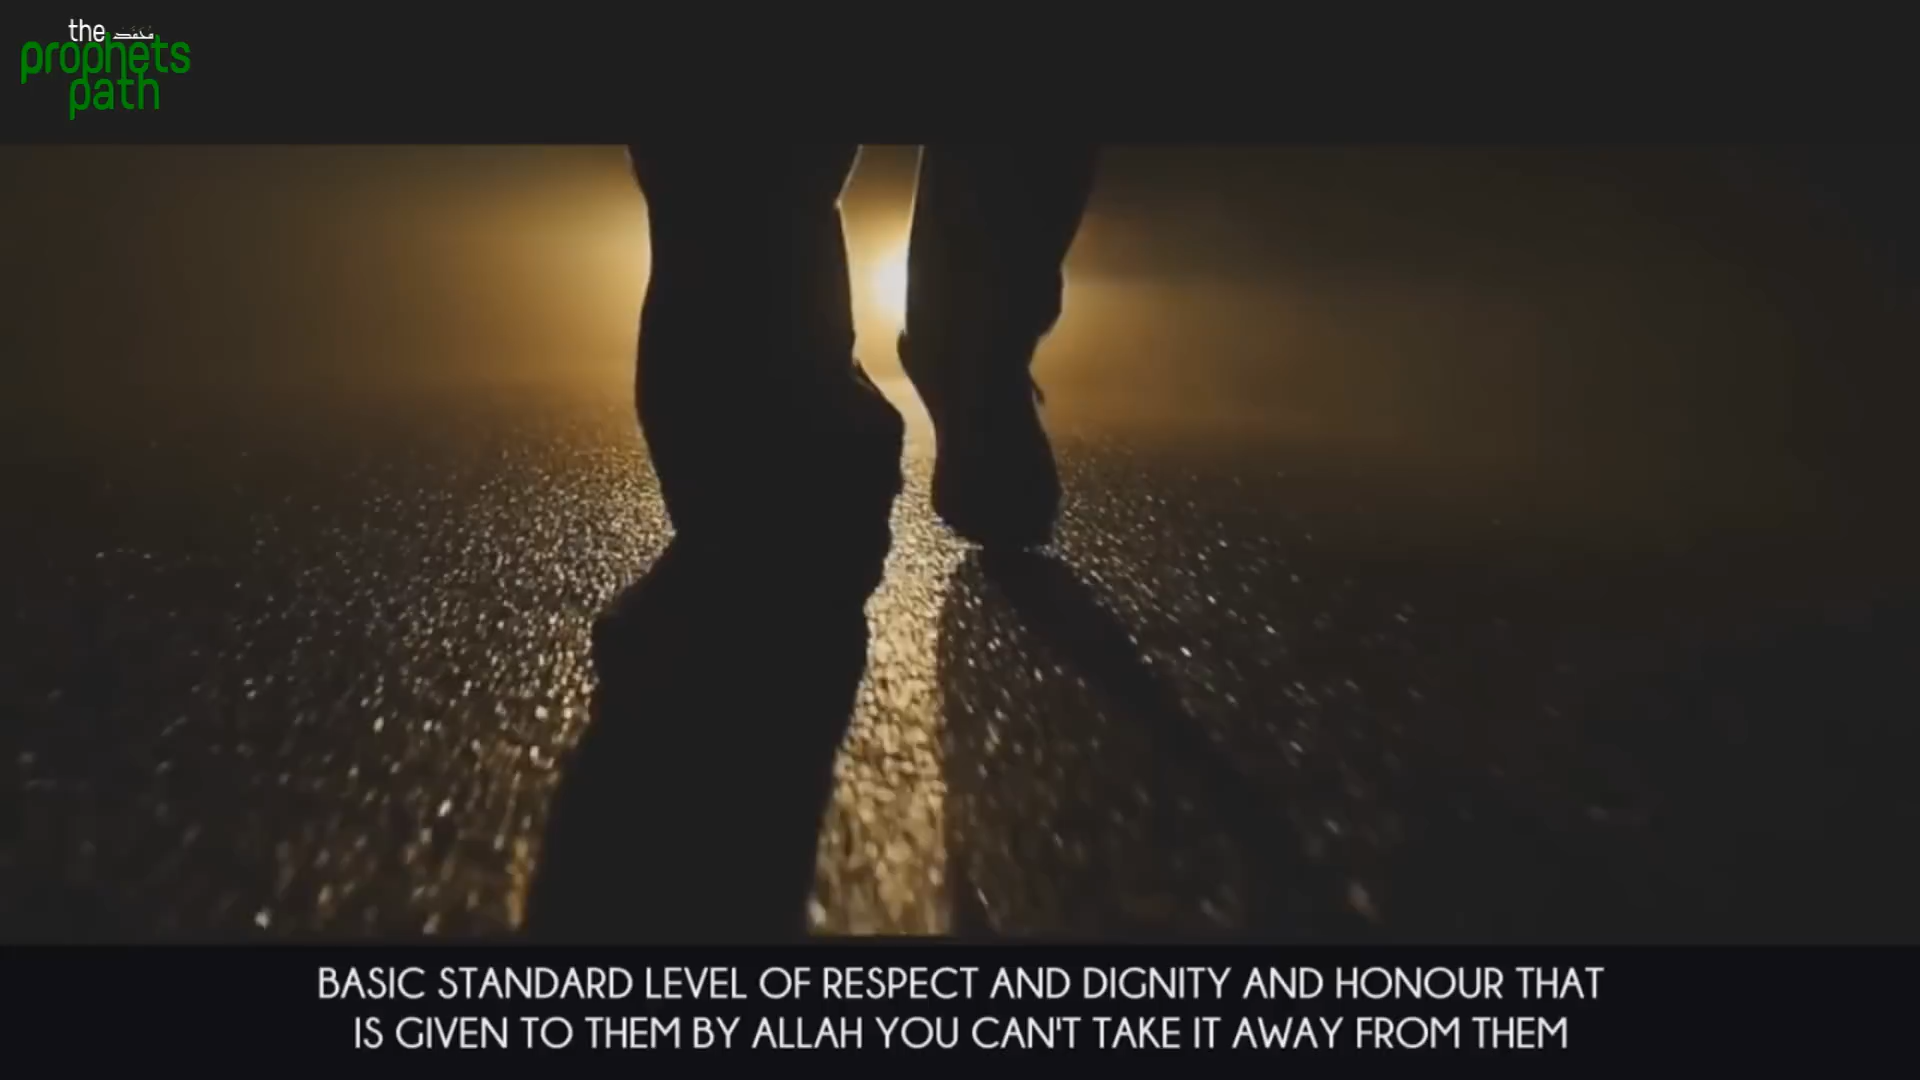 the مُحَمَّد
prophets
path
BASIC STANDARD LEVEL OF RESPECT AND DIGNITY AND HONOUR THAT
IS GIVEN TO THEM BY ALLAH YOU CAN'T TAKE IT AWAY FROM THEM